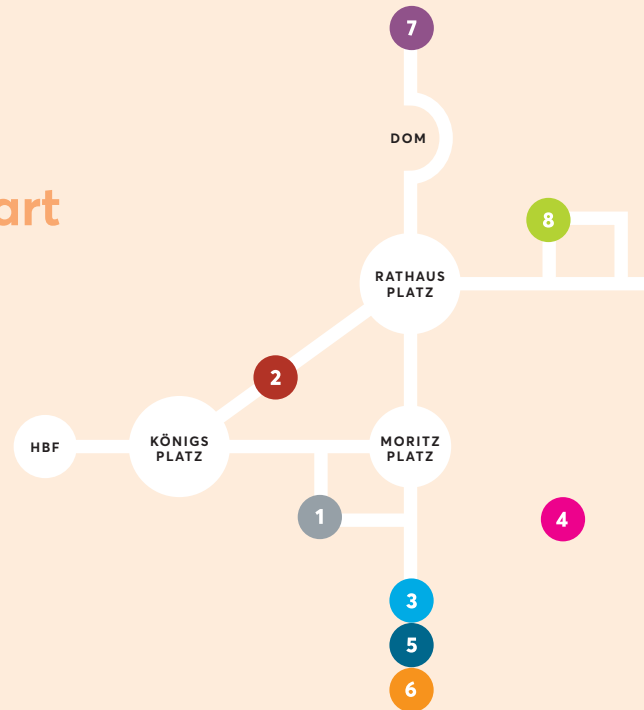 7
DOM
art
8
RATHAUS
PLATZ
2
HBF
KÖNIGS
PLATZ
MORITZ
PLATZ
1
4
3
5
6